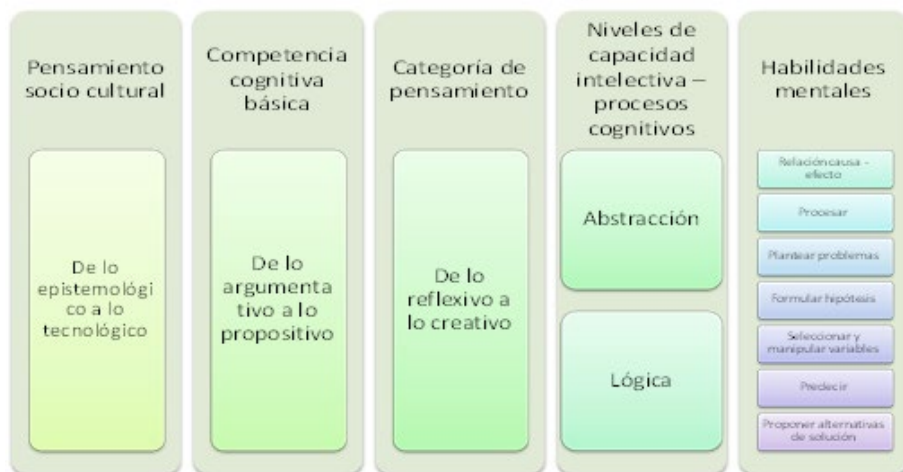 Pensamiento
socio cultural
De lo
epistemológi
co a lo
tecnológico
Competencia
cognitiva
básica
De lo
argumenta
tivo a lo
propositivo
Categoría de
pensamiento
De lo
reflexivo a
lo creativo
Niveles de
capacidad
intelectiva –
procesos
cognitivos
Abstracción
Lógica
Habilidades
mentales
Relación causa -
efecto
Procesar
Plantear problemas
Formular hipótesis
Seleccionar y
manipular variables
Predecir
Proponer alternativas
de solución